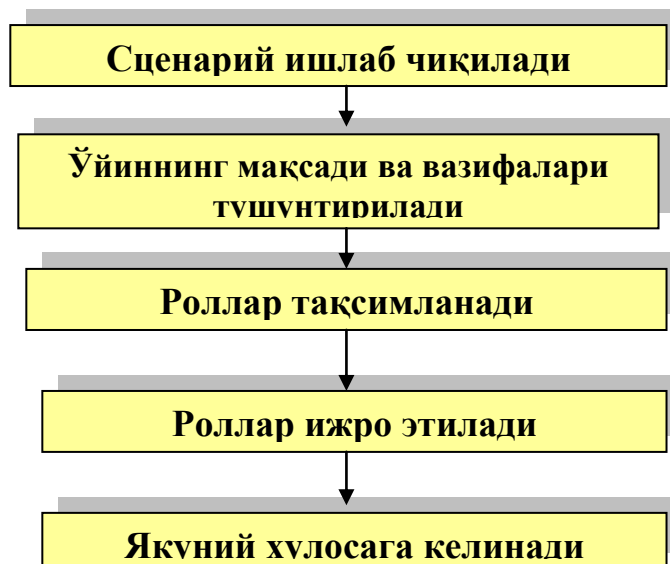 Сценарий ишлаб чиқилади
Ўйиннинг мақсади ва вазифалари
тушунтирилади
Роллар тақсимланади
Роллар ижро этилади
Якуний хулосага келинади